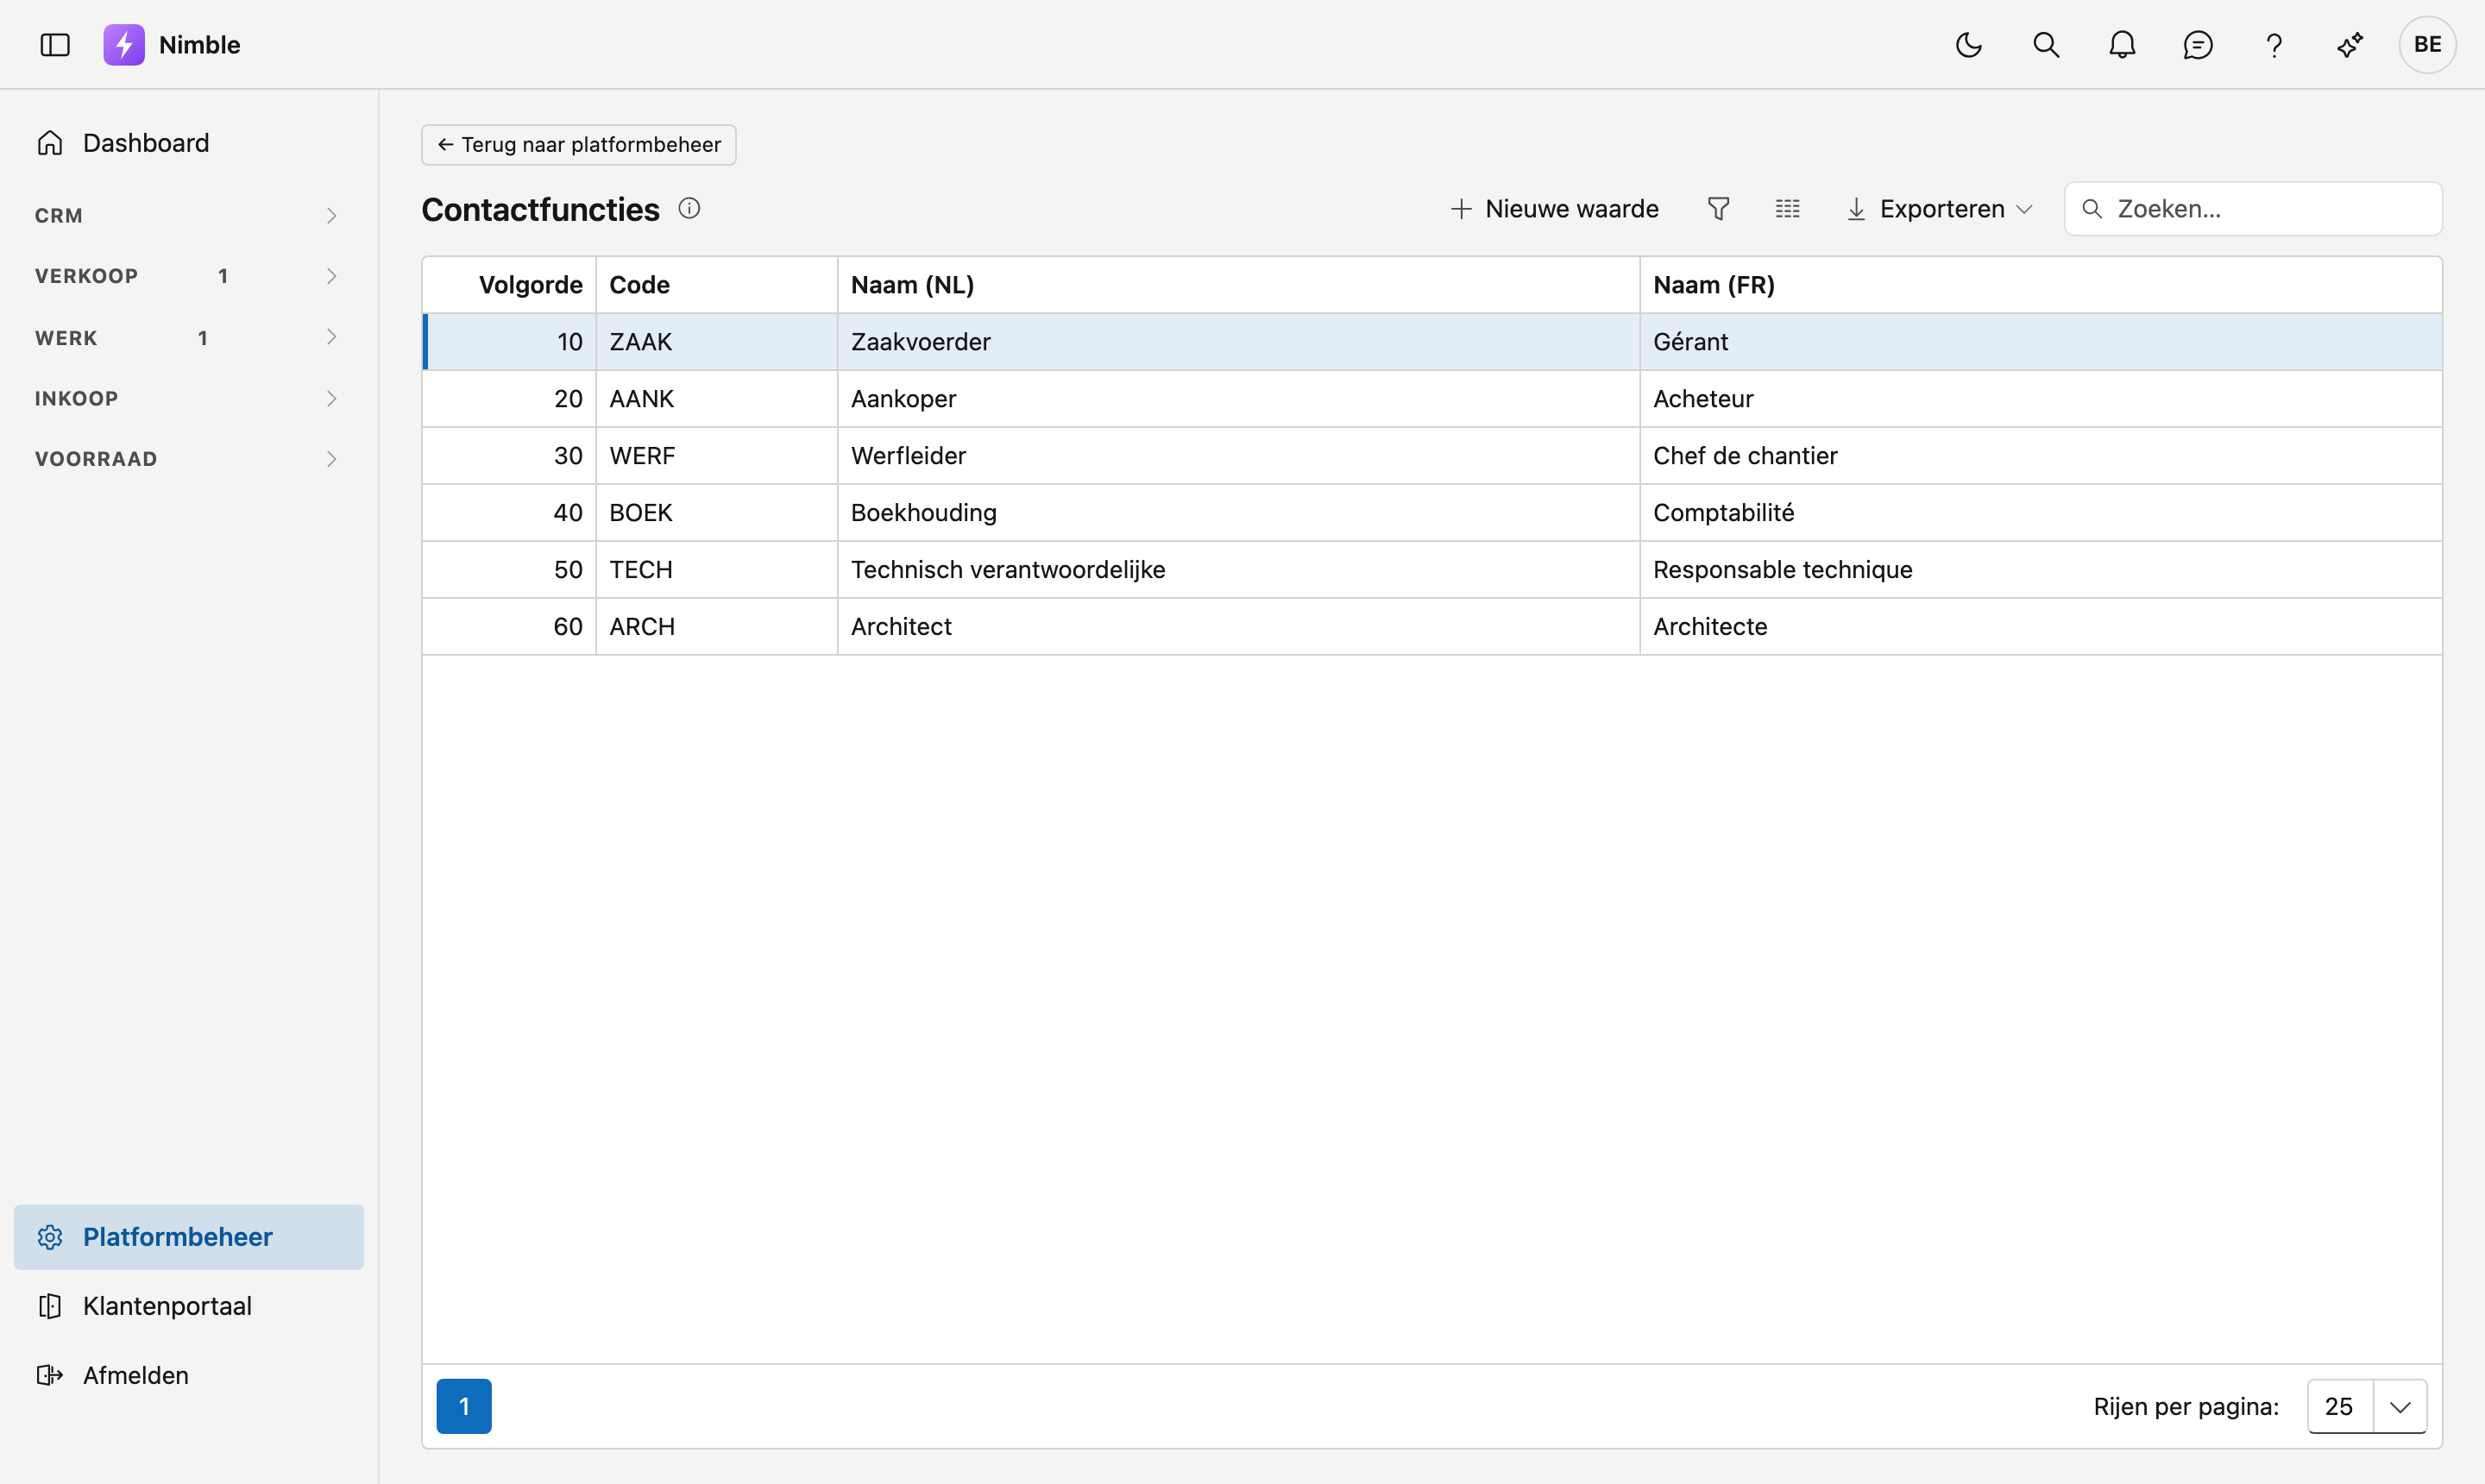 Nimble
BE
Dashboard
CRM
VERKOOP 1
WERK 1
INKOOP
VOORRAAD
Platformbeheer
Klantenportaal
Afmelden
← Terug naar platformbeheer
Contactfuncties
Nieuwe waarde
Exporteren
Zoeken...
Volgorde Code Naam (NL) Naam (FR)
10 ZAAK Zaakvoerder Gérant
20 AANK Aankoper Acheteur
30 WERF Werfleider Chef de chantier
40 BOEK Boekhouding Comptabilité
50 TECH Technisch verantwoordelijke Responsable technique
60 ARCH Architect Architecte
1
Rijen per pagina: 25